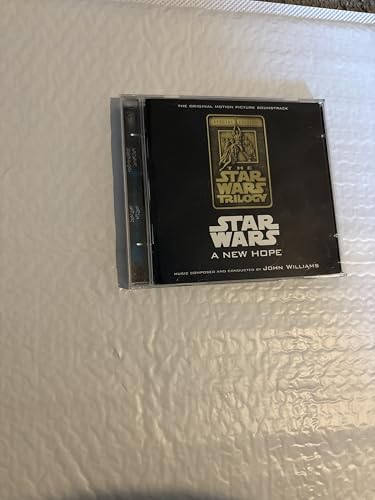 THE ORIGINAL MOTION PICTURE SOUNDTRACK
SPECIAL EDITION
THE
STAR
WARS
TRILOGY
STAR
WARS
A NEW HOPE
MUSIC COMPOSED AND CONDUCTED BY JOHN WILLIAMS